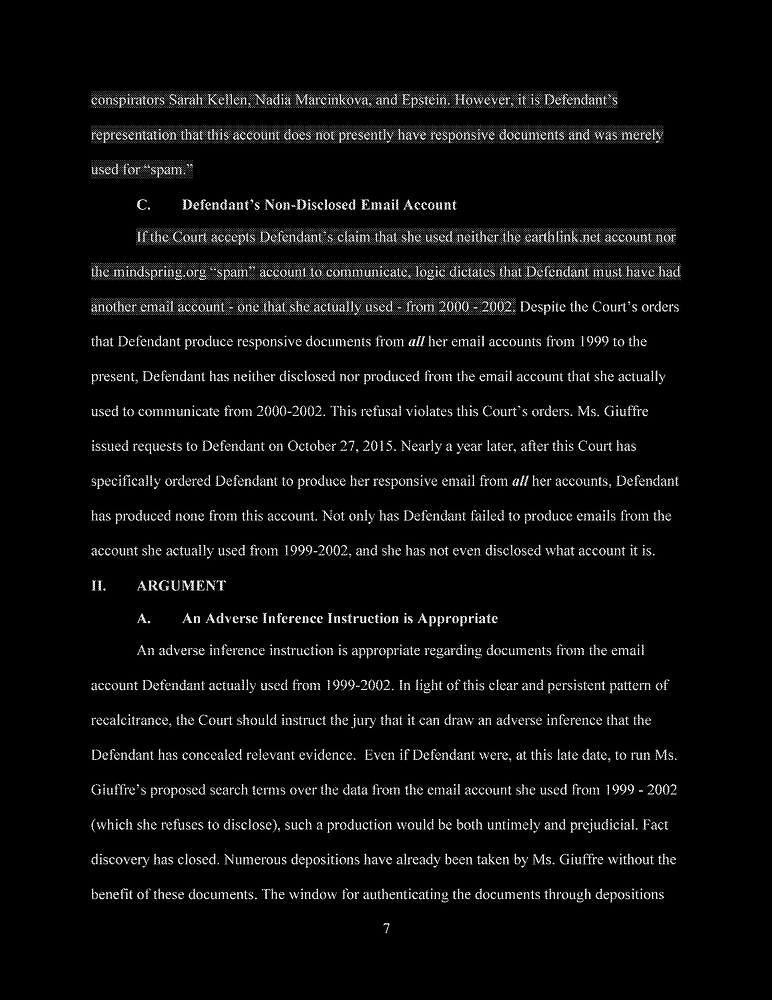 conspirators Sarah Kellen, Nadia Marcinkova, and Epstein. However, it is Defendant's
representation that this account does not presently have responsive documents and was merely
used for “spam.”
C. Defendant's Non-Disclosed Email Account
If the Court accepts Defendant's claim that she used neither the earthlink.net account nor
the mindspring.org “spam” account to communicate, logic dictates that Defendant must have had
another email account - one that she actually used - from 2000 - 2002. Despite the Court's orders
that Defendant produce responsive documents from all her email accounts from 1999 to the
present, Defendant has neither disclosed nor produced from the email account that she actually
used to communicate from 2000-2002. This refusal violates this Court's orders. Ms. Giuffre
issued requests to Defendant on October 27, 2015. Nearly a year later, after this Court has
specifically ordered Defendant to produce her responsive email from all her accounts, Defendant
has produced none from this account. Not only has Defendant failed to produce emails from the
account she actually used from 1999-2002, and she has not even disclosed what account it is.
II. ARGUMENT
A. An Adverse Inference Instruction is Appropriate
An adverse inference instruction is appropriate regarding documents from the email
account Defendant actually used from 1999-2002. In light of this clear and persistent pattern of
recalcitrance, the Court should instruct the jury that it can draw an adverse inference that the
Defendant has concealed relevant evidence.  Even if Defendant were, at this late date, to run Ms.
Giuffre's proposed search terms over the data from the email account she used from 1999 - 2002
(which she refuses to disclose), such a production would be both untimely and prejudicial. Fact
discovery has closed. Numerous depositions have already been taken by Ms. Giuffre without the
benefit of these documents. The window for authenticating the documents through depositions
7